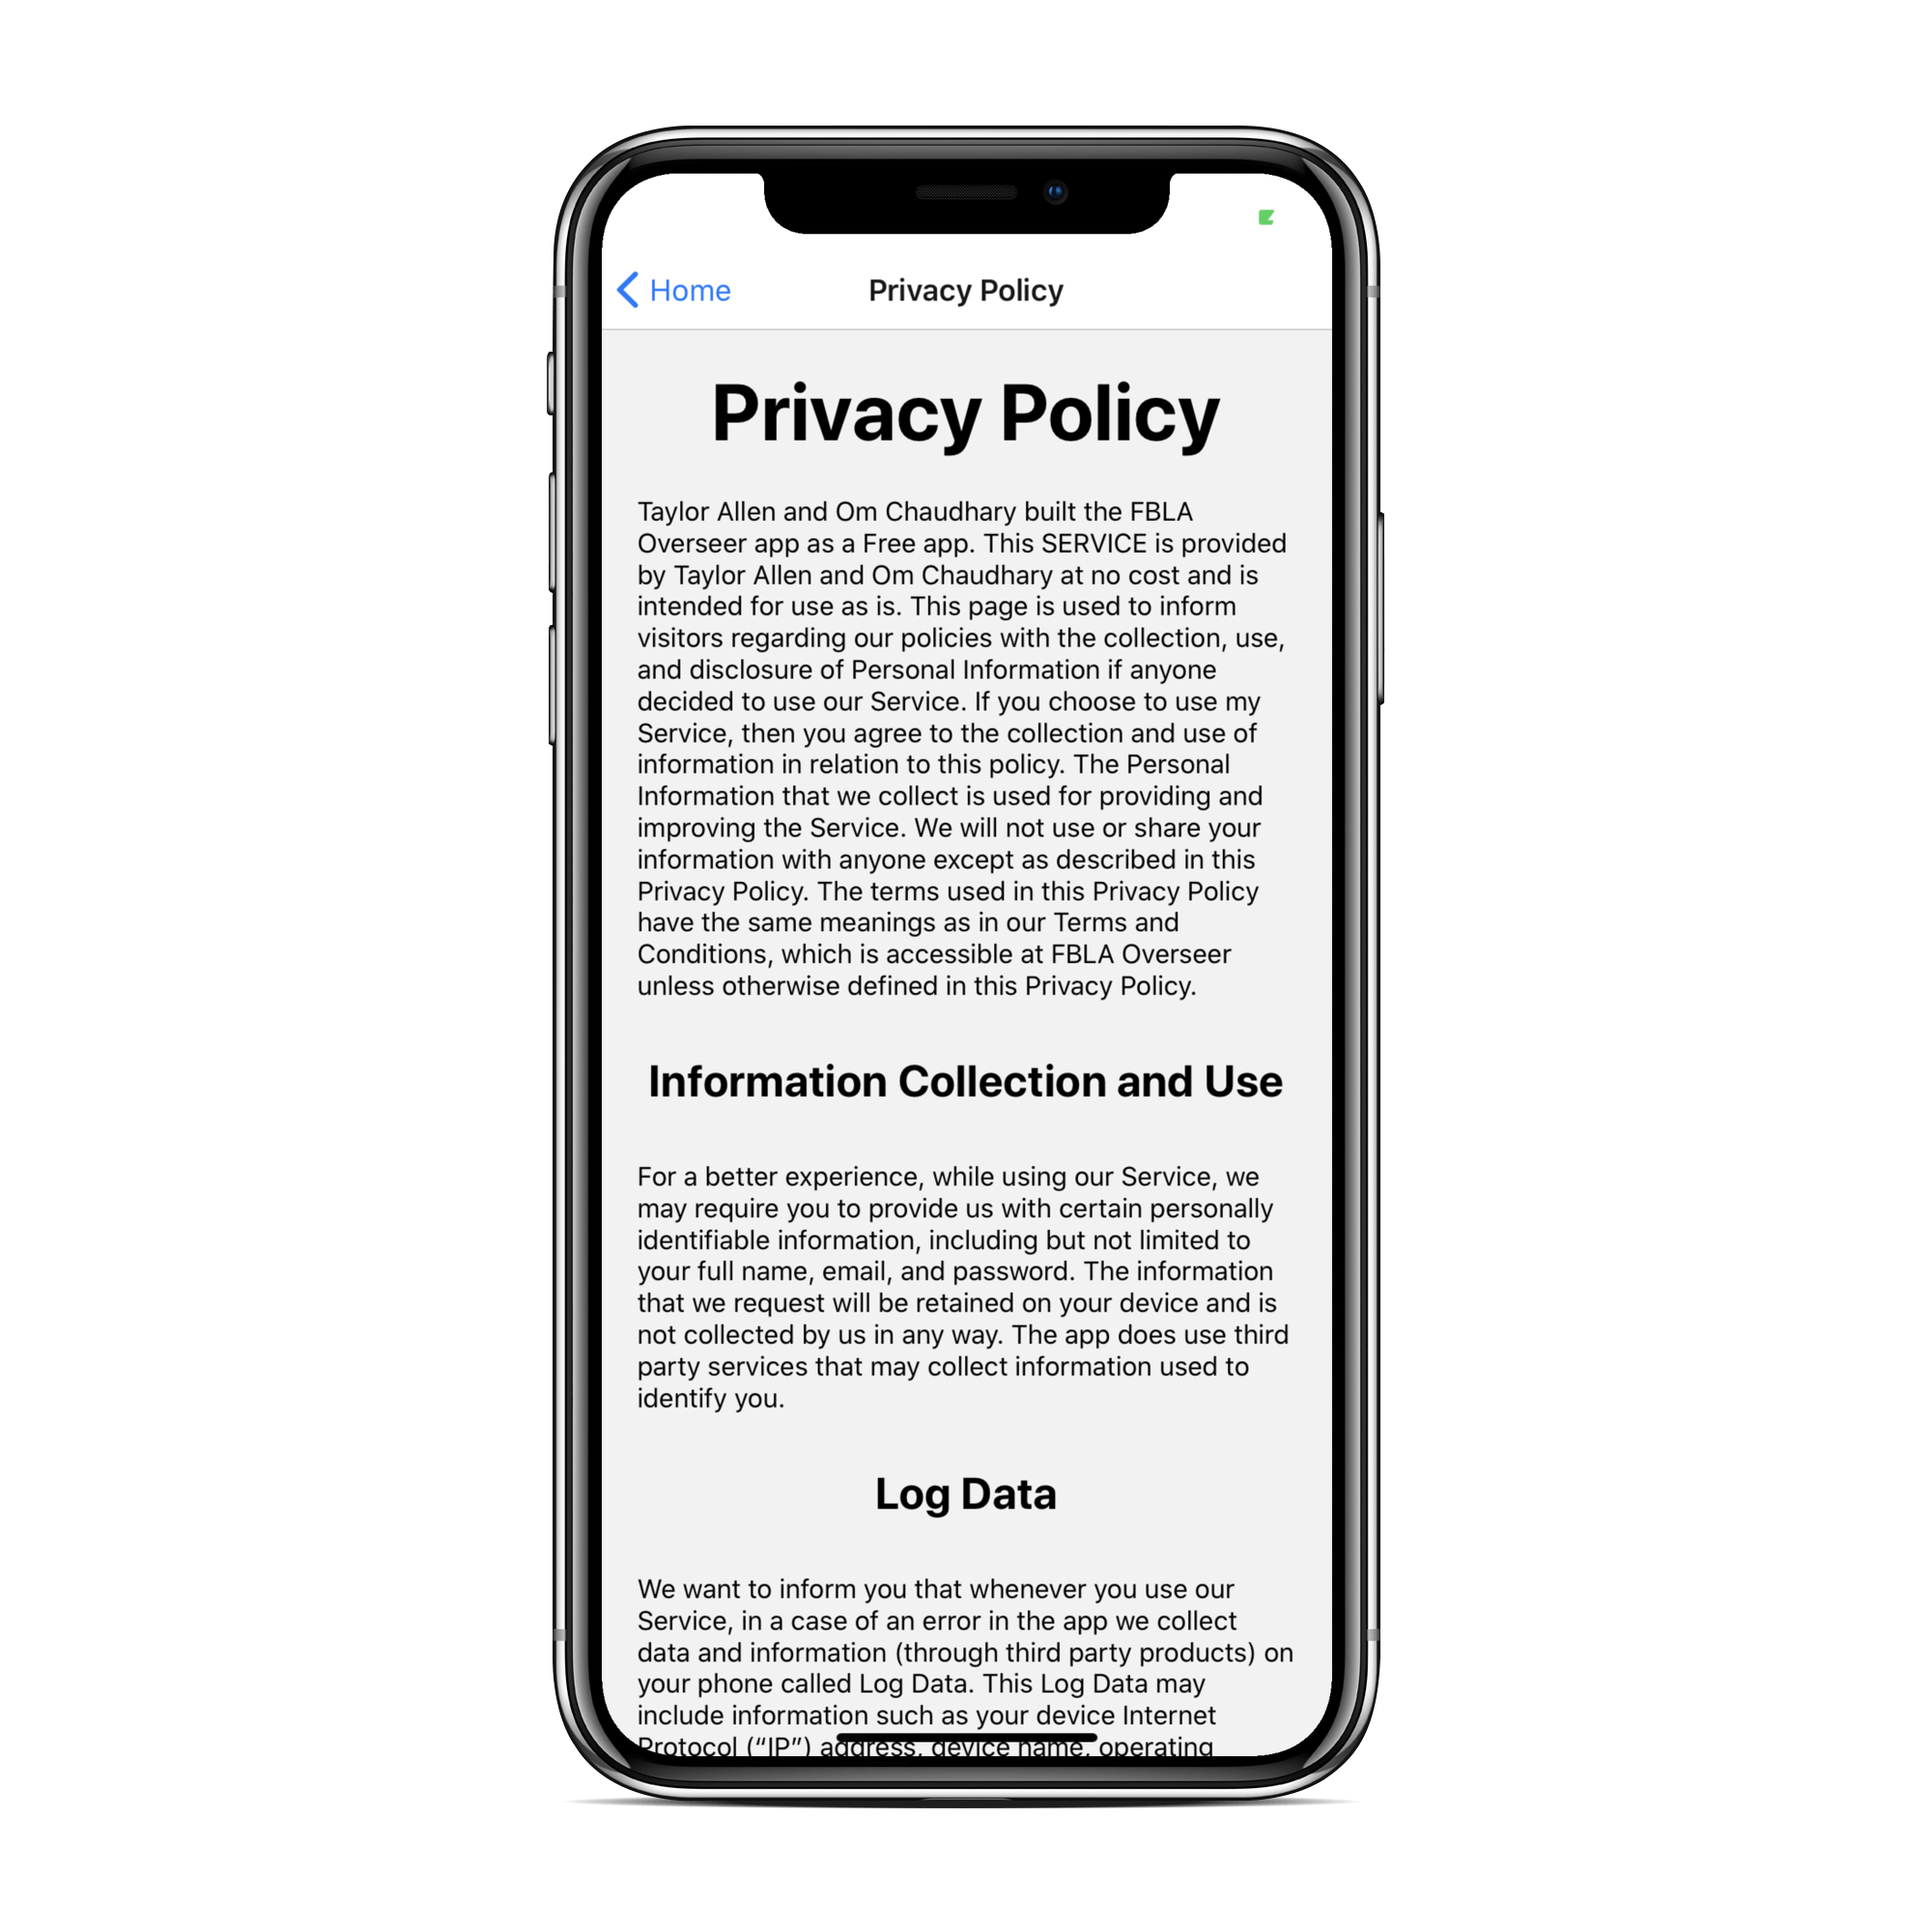 Home
Privacy Policy
Privacy Policy
Taylor Allen and Om Chaudhary built the FBLA
Overseer app as a Free app. This SERVICE is provided
by Taylor Allen and Om Chaudhary at no cost and is
intended for use as is. This page is used to inform
visitors regarding our policies with the collection, use,
and disclosure of Personal Information if anyone
decided to use our Service. If you choose to use my
Service, then you agree to the collection and use of
information in relation to this policy. The Personal
Information that we collect is used for providing and
improving the Service. We will not use or share your
information with anyone except as described in this
Privacy Policy. The terms used in this Privacy Policy
have the same meanings as in our Terms and
Conditions, which is accessible at FBLA Overseer
unless otherwise defined in this Privacy Policy.
Information Collection and Use
For a better experience, while using our Service, we
may require you to provide us with certain personally
identifiable information, including but not limited to
your full name, email, and password. The information
that we request will be retained on your device and is
not collected by us in any way. The app does use third
party services that may collect information used to
identify you.
Log Data
We want to inform you that whenever you use our
Service, in a case of an error in the app we collect
data and information (through third party products) on
your phone called Log Data. This Log Data may
include information such as your device Internet
Protocol (“IP”) address, device name, operating